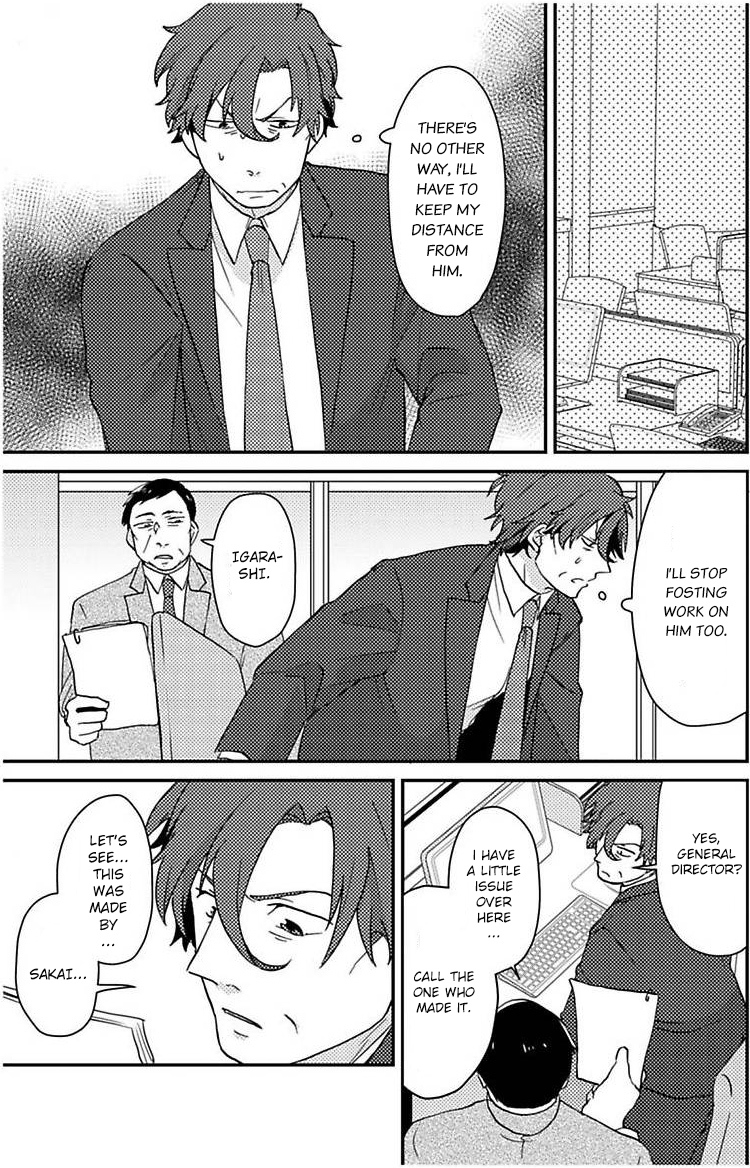 THERE'S
NO OTHER
WAY, I'LL
HAVE TO
KEEP MY
DISTANCE
FROM
HIM.
I'LL STOP
FOSTING
WORK ON
HIM TOO.
IGARA-
SHI.
YES,
GENERAL
DIRECTOR?
I HAVE
A LITTLE
ISSUE
OVER
HERE
...
CALL THE
ONE WHO
MADE IT.
LET'S
SEE...
THIS
WAS
MADE
BY
...
SAKAI...